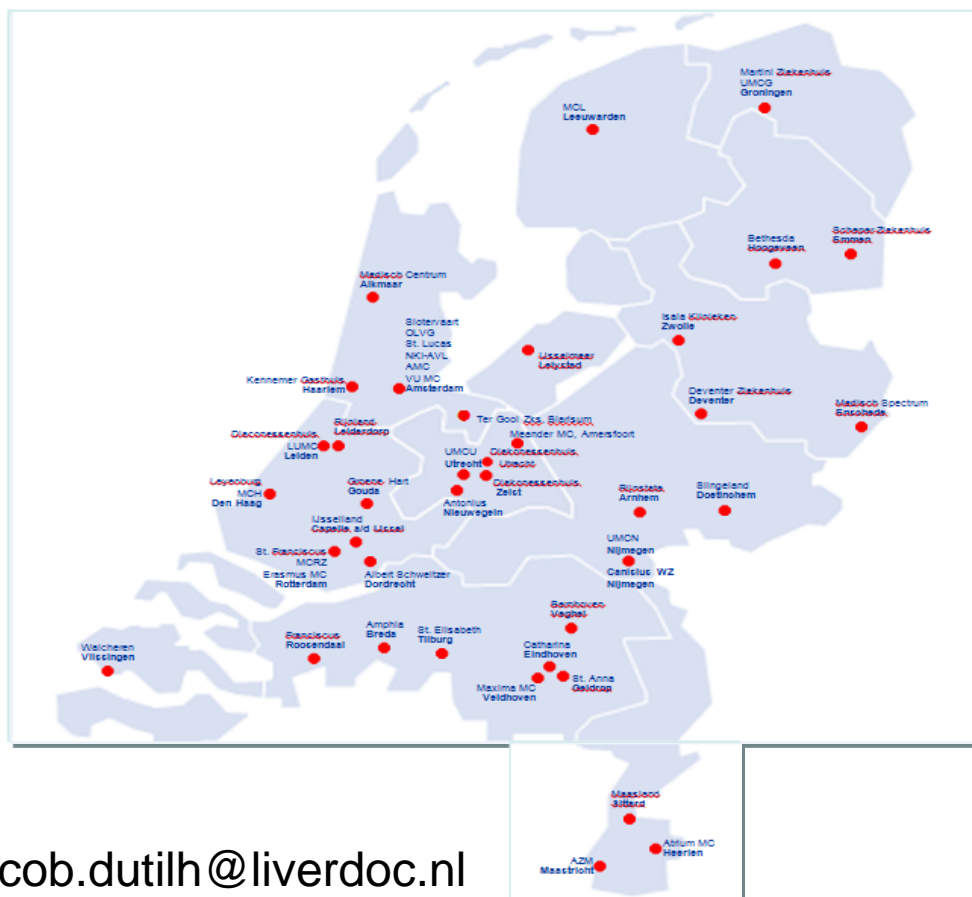 Martini Ziekenhuis
UMCG
Groningen
MCL
Leeuwarden
Bethesda
Hoogeveen
Scheper Ziekenhuis
Emmen
Medisch Centrum
Alkmaar
Isala Klinieken
Zwolle
Slotervaart
OLVG
St. Lucas
NKI-AVL
AMC
VU MC
Amsterdam
IJsselmeer
Lelystad
Kennemer Gasthuis
Haarlem
Deventer Ziekenhuis
Deventer
Medisch Spectrum
Enschede
Ter Gooi Zks. Blaricum
Meander MC, Amersfoort
Rijnland
Leiderdorp
Diaconessenhuis
LUMC
Leiden
UMCU
Utrecht
Diakonessenhuis
Utrecht
Diakonessenhuis
Zeist
Antonius
Nieuwegein
Leyenburg
MCH
Den Haag
Groene Hart
Gouda
Rijnstate
Arnhem
Slingeland
Doetinchem
IJsselland
Capelle a/d IJssel
St. Franciscus
MCRZ
Erasmus MC
Rotterdam
Albert Schweitzer
Dordrecht
UMCN
Nijmegen
Canisius WZ
Nijmegen
Bernhoven
Veghel
Walcheren
Vlissingen
Franciscus
Roosendaal
Amphia
Breda
St. Elisabeth
Tilburg
Catharina
Eindhoven
St. Anna
Geldrop
Maxima MC
Veldhoven
Maasland
Sittard
Atrium MC
Heerlen
AZM
Maastricht
cob.dutilh@liverdoc.nl